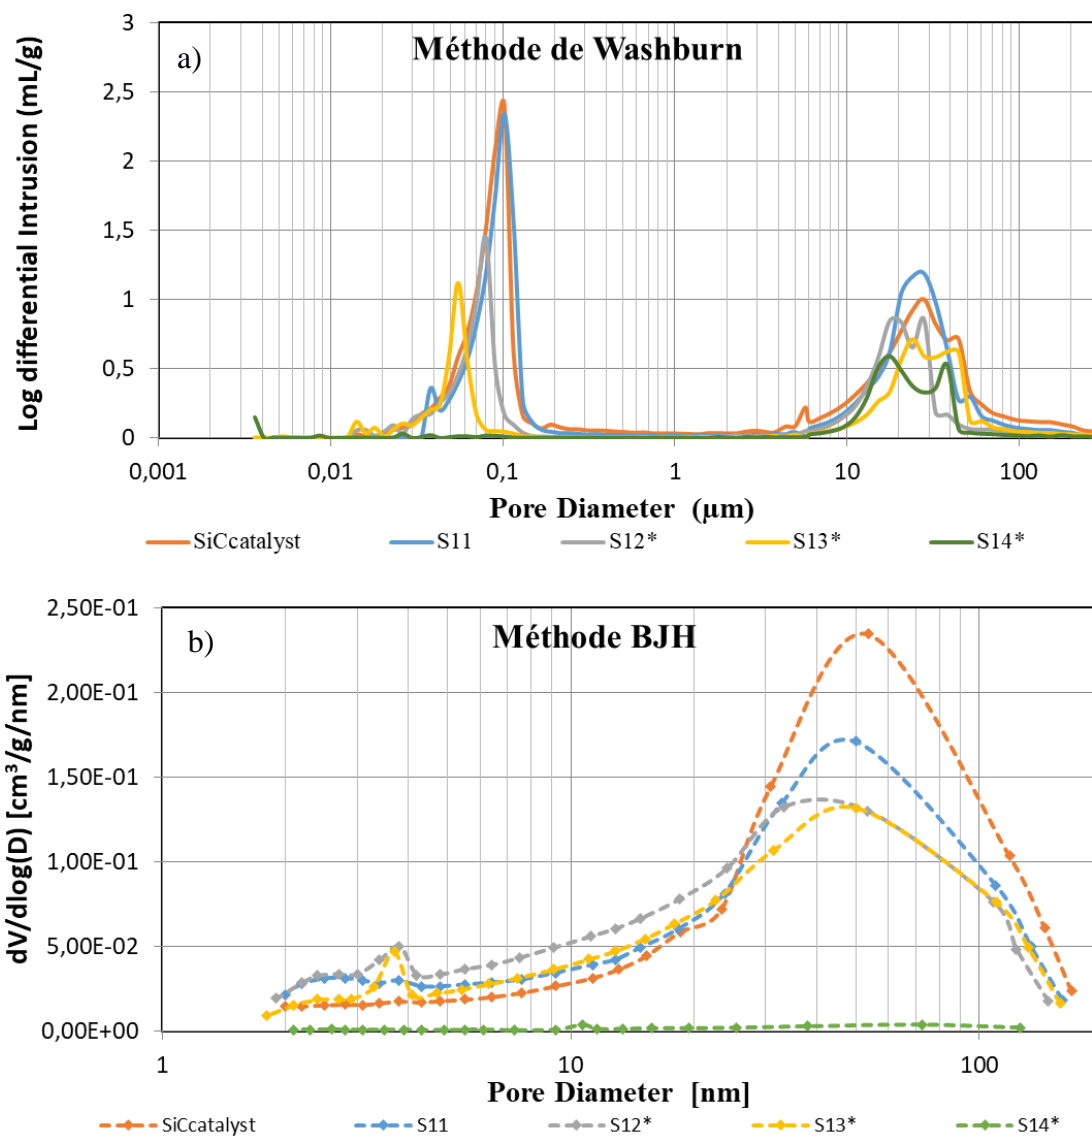 a)
Méthode de Washburn
Log differential Intrusion (mL/g)
3
2,5
2
1,5
1
0,5
0
0,001
0,01
0,1
1
10
100
Pore Diameter (µm)
SiCcatalyst
S11
S12*
S13*
S14*
b)
Méthode BJH
dV/dlog(D) [cm³/g/nm]
2,50E-01
2,00E-01
1,50E-01
1,00E-01
5,00E-02
0,00E+00
1
10
100
Pore Diameter [nm]
SiCcatalyst
S11
S12*
S13*
S14*